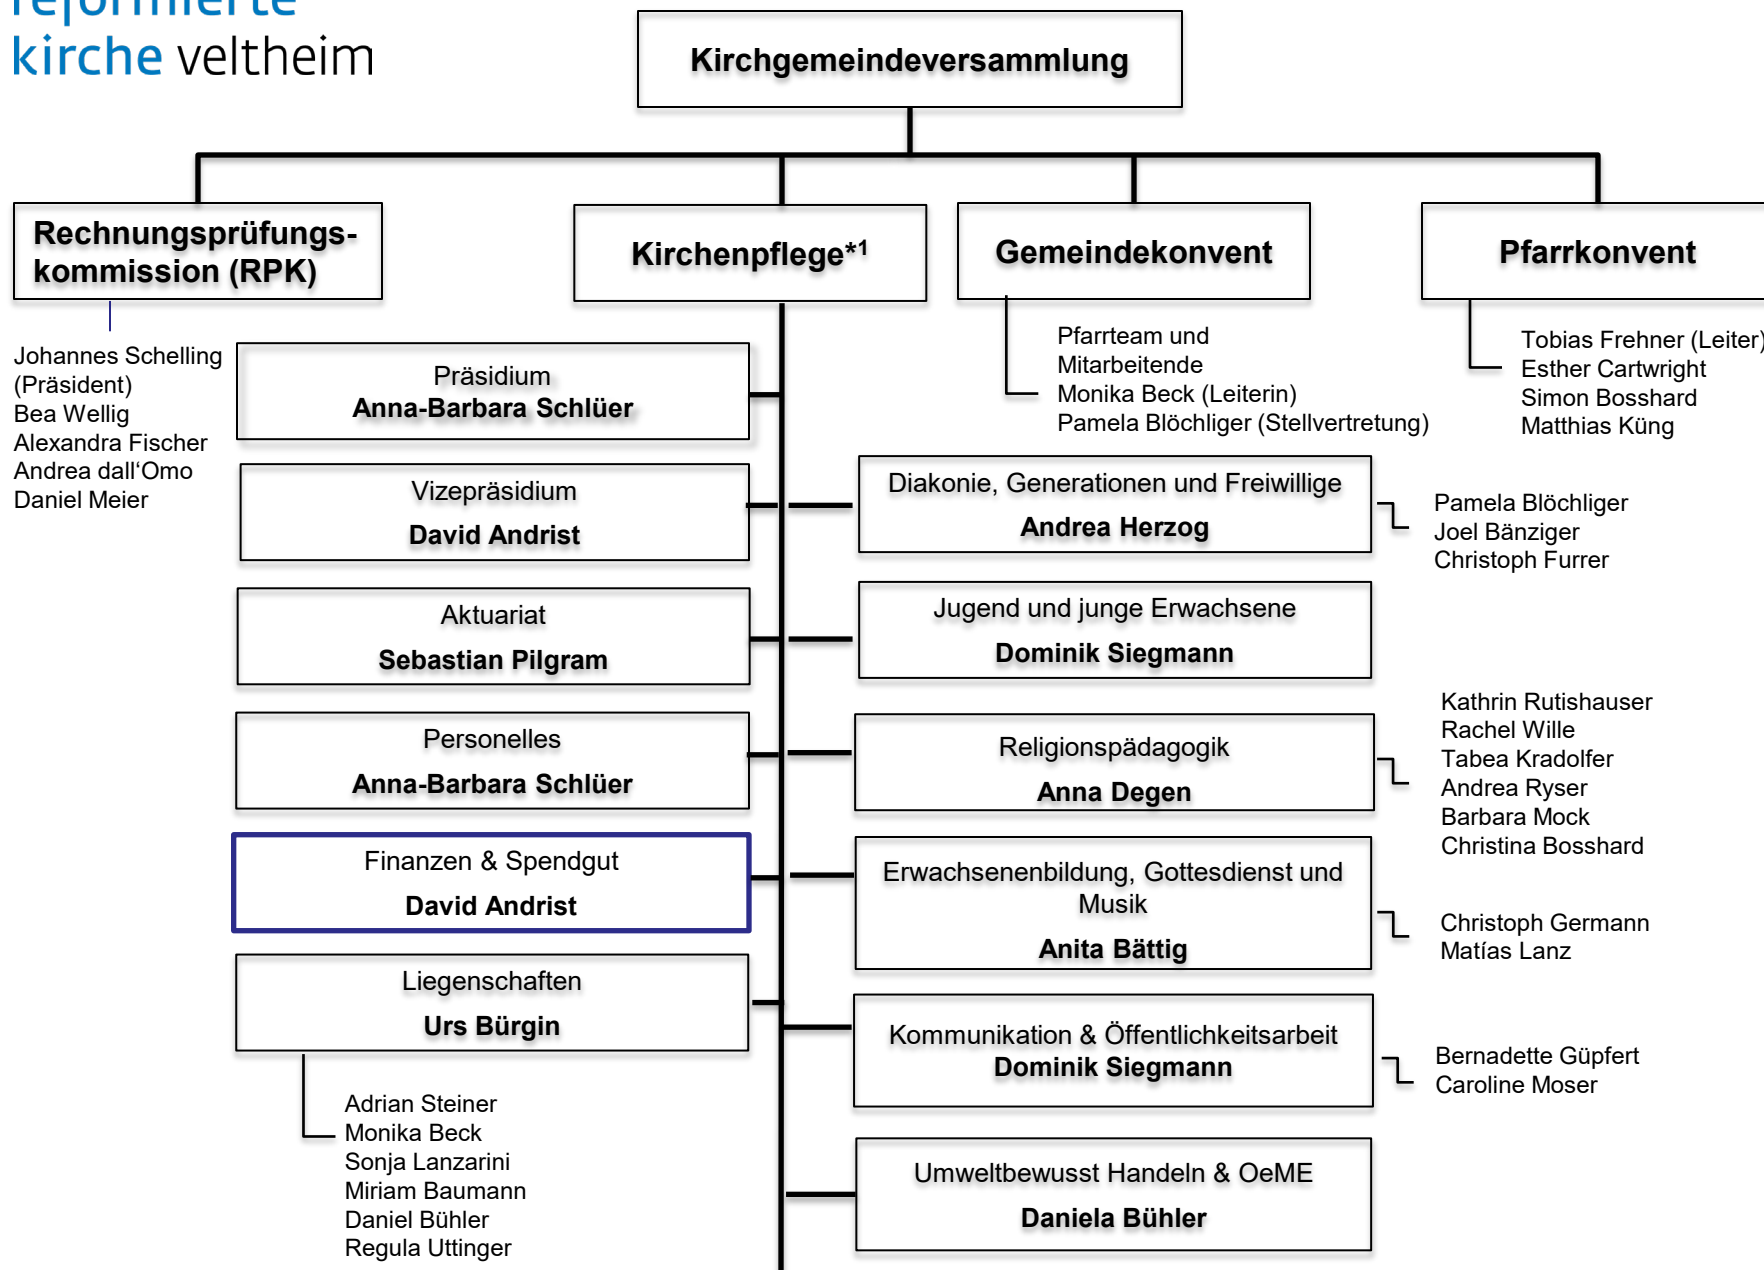 reformierte
kirche veltheim
Kirchgemeindeversammlung
Rechnungsprüfungs-
kommission (RPK)
Kirchenpflege*1
Gemeindekonvent
Pfarrkonvent
Johannes Schelling
(Präsident)
Bea Wellig
Alexandra Fischer
Andrea dall‘Omo
Daniel Meier
Pfarrteam und
Mitarbeitende
Monika Beck (Leiterin)
Pamela Blöchliger (Stellvertretung)
Tobias Frehner (Leiter)
Esther Cartwright
Simon Bosshard
Matthias Küng
Präsidium
Anna-Barbara Schlüer
Vizepräsidium
David Andrist
Aktuariat
Sebastian Pilgram
Personelles
Anna-Barbara Schlüer
Finanzen & Spendgut
David Andrist
Liegenschaften
Urs Bürgin
Adrian Steiner
Monika Beck
Sonja Lanzarini
Miriam Baumann
Daniel Bühler
Regula Uttinger
Diakonie, Generationen und Freiwillige
Andrea Herzog
Pamela Blöchliger
Joel Bänziger
Christoph Furrer
Jugend und junge Erwachsene
Dominik Siegmann
Religionspädagogik
Anna Degen
Kathrin Rutishauser
Rachel Wille
Tabea Kradolfer
Andrea Ryser
Barbara Mock
Christina Bosshard
Erwachsenenbildung, Gottesdienst und
Musik
Anita Bättig
Christoph Germann
Matías Lanz
Kommunikation & Öffentlichkeitsarbeit
Dominik Siegmann
Bernadette Güpfert
Caroline Moser
Umweltbewusst Handeln & OeME
Daniela Bühler